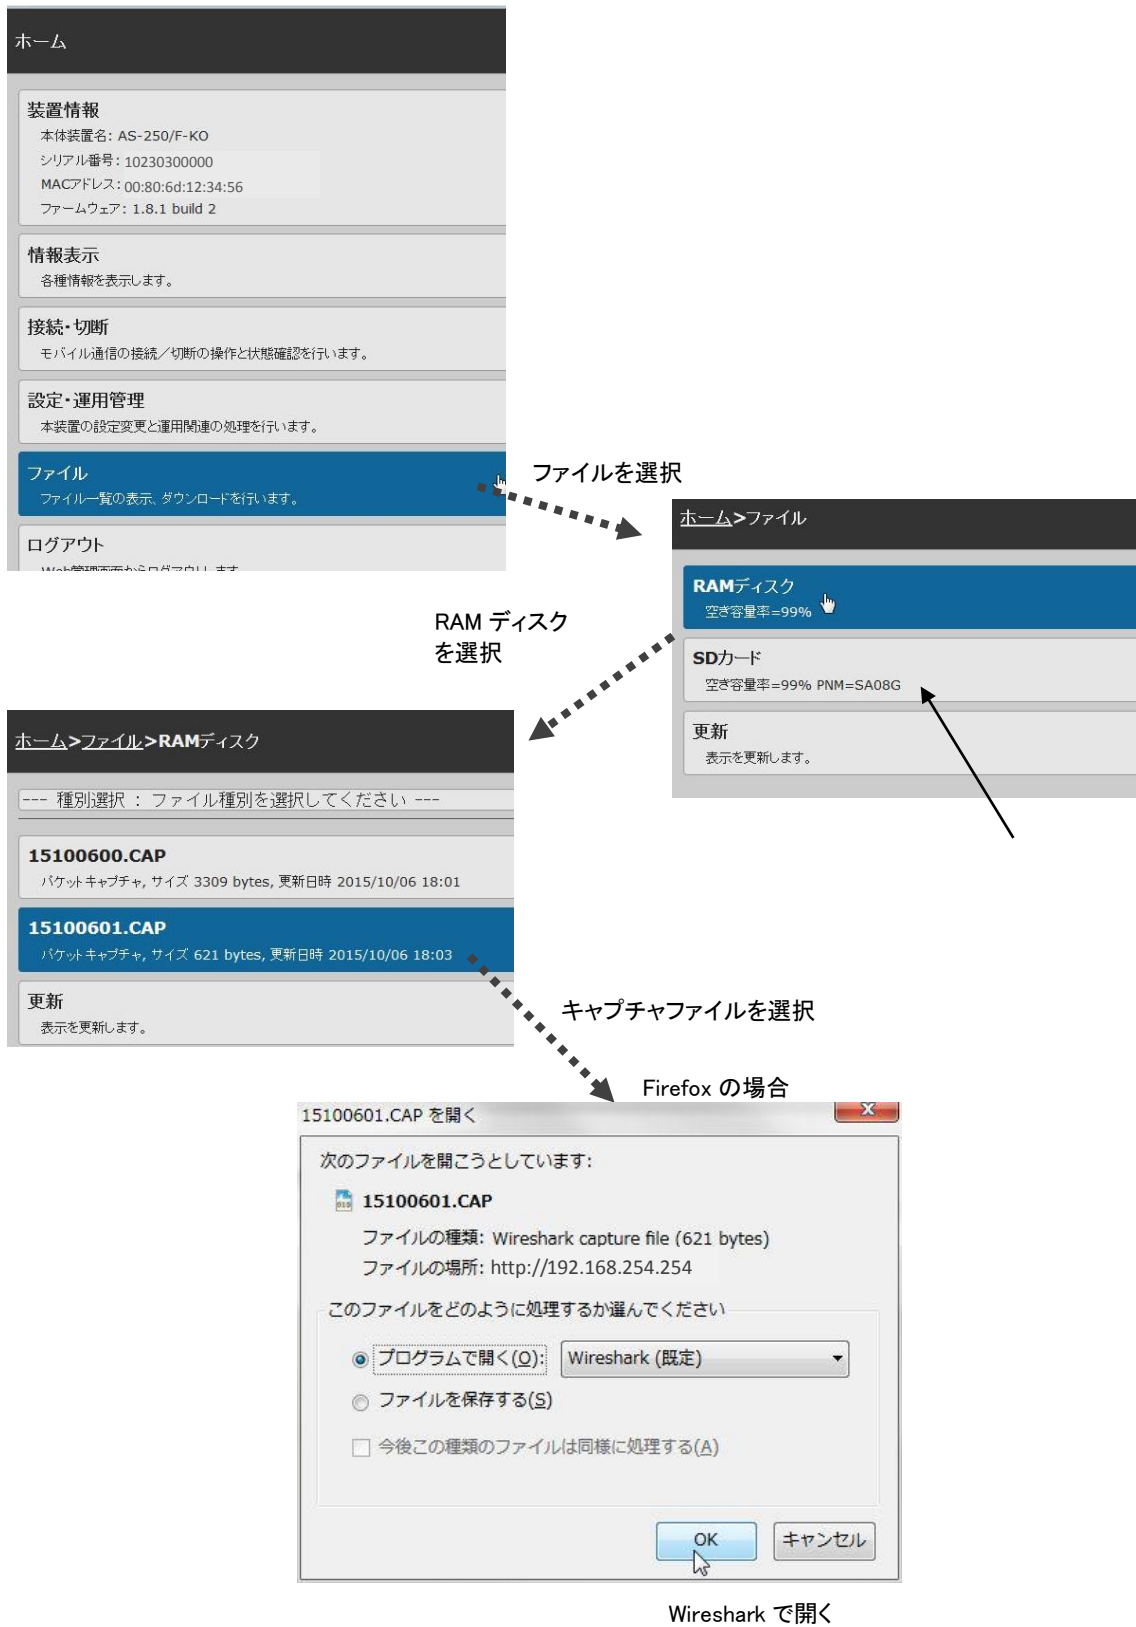 ホーム
装置情報
本体装置名: AS-250/F-KO
シリアル番号: 10230300000
MACアドレス: 00:80:6d:12:34:56
ファームウェア: 1.8.1 build 2
情報表示
各種情報を表示します。
接続・切断
モバイル通信の接続／切断の操作と状態確認を行います。
設定・運用管理
本装置の設定変更と運用関連の処理を行います。
ファイル
ファイル一覧の表示、ダウンロードを行います。
ログアウト
Web管理画面からログアウトします
ファイルを選択
ホーム>ファイル
RAMディスク
空き容量率=99%
SDカード
空き容量率=99% PNM=SA08G
更新
表示を更新します。
RAM ディスク
を選択
ホーム>ファイル>RAMディスク
--- 種別選択 : ファイル種別を選択してください ---
15100600.CAP
パケットキャプチャ, サイズ 3309 bytes, 更新日時 2015/10/06 18:01
15100601.CAP
パケットキャプチャ, サイズ 621 bytes, 更新日時 2015/10/06 18:03
更新
表示を更新します。
キャプチャファイルを選択
Firefox の場合
15100601.CAP を開く
次のファイルを開こうとしています:
15100601.CAP
ファイルの種類: Wireshark capture file (621 bytes)
ファイルの場所: http://192.168.254.254
このファイルをどのように処理するか選んでください
プログラムで開く(O): Wireshark (既定)
ファイルを保存する(S)
今後この種類のファイルは同様に処理する(A)
OK キャンセル
Wireshark で開く